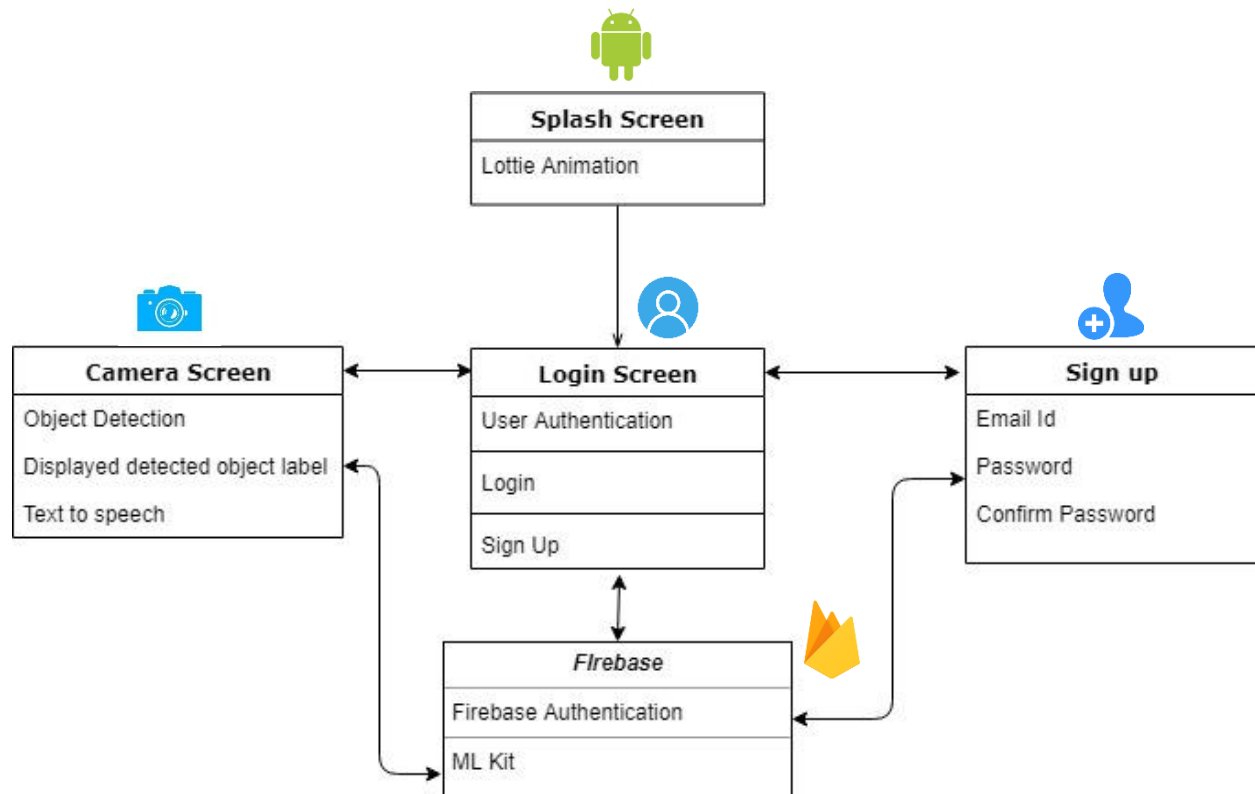 Splash Screen
Lottie Animation
Camera Screen
Object Detection
Displayed detected object label
Text to speech
Login Screen
User Authentication
Login
Sign Up
Sign up
Email Id
Password
Confirm Password
FIrebase
Firebase Authentication
ML Kit